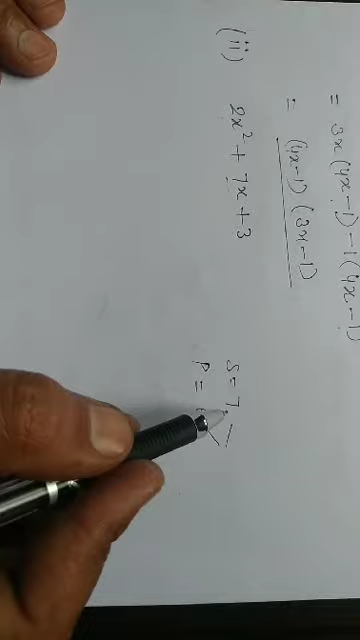 = 3x(4x-1)-1(4x-1)
= (4x-1)(3x-1)
(ii) 2x² + 7x + 3
S = 7
P =